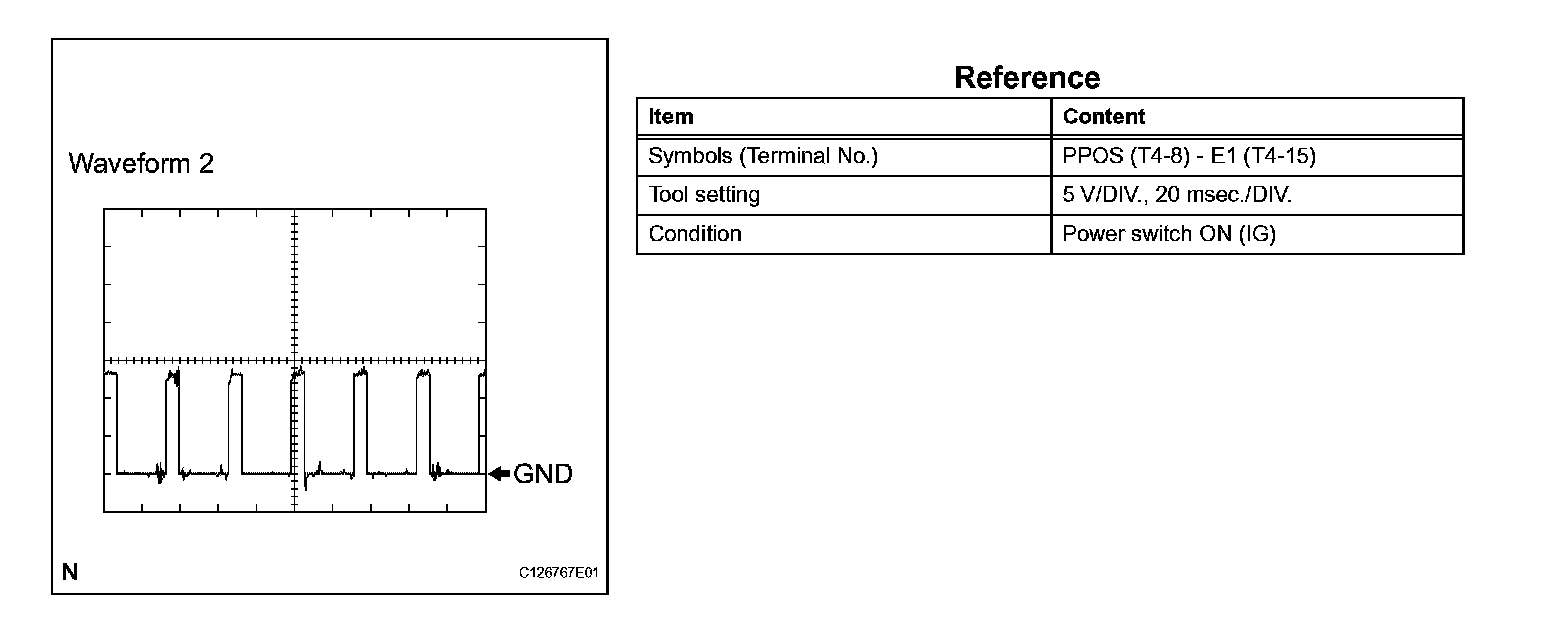 Waveform 2
GND
N
C126767E01
Reference
Item Content
Symbols (Terminal No.) PPOS (T4-8) - E1 (T4-15)
Tool setting 5 V/DIV., 20 msec./DIV.
Condition Power switch ON (IG)